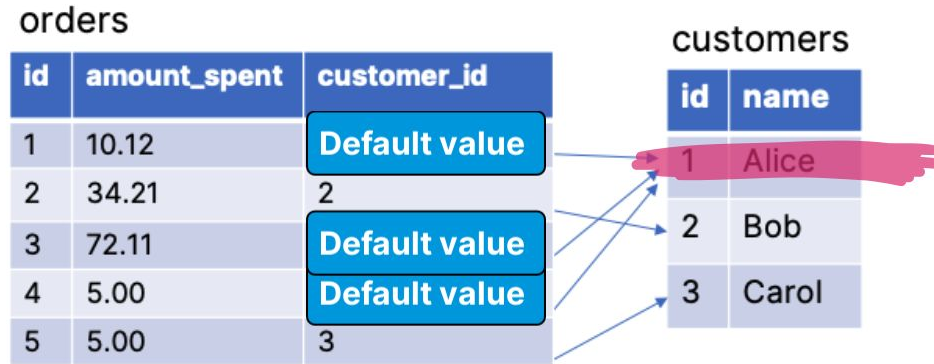 orders
id amount_spent customer_id
1 10.12 Default value
2 34.21 2
3 72.11 Default value
4 5.00 Default value
5 5.00 3
customers
id name
1 Alice
2 Bob
3 Carol